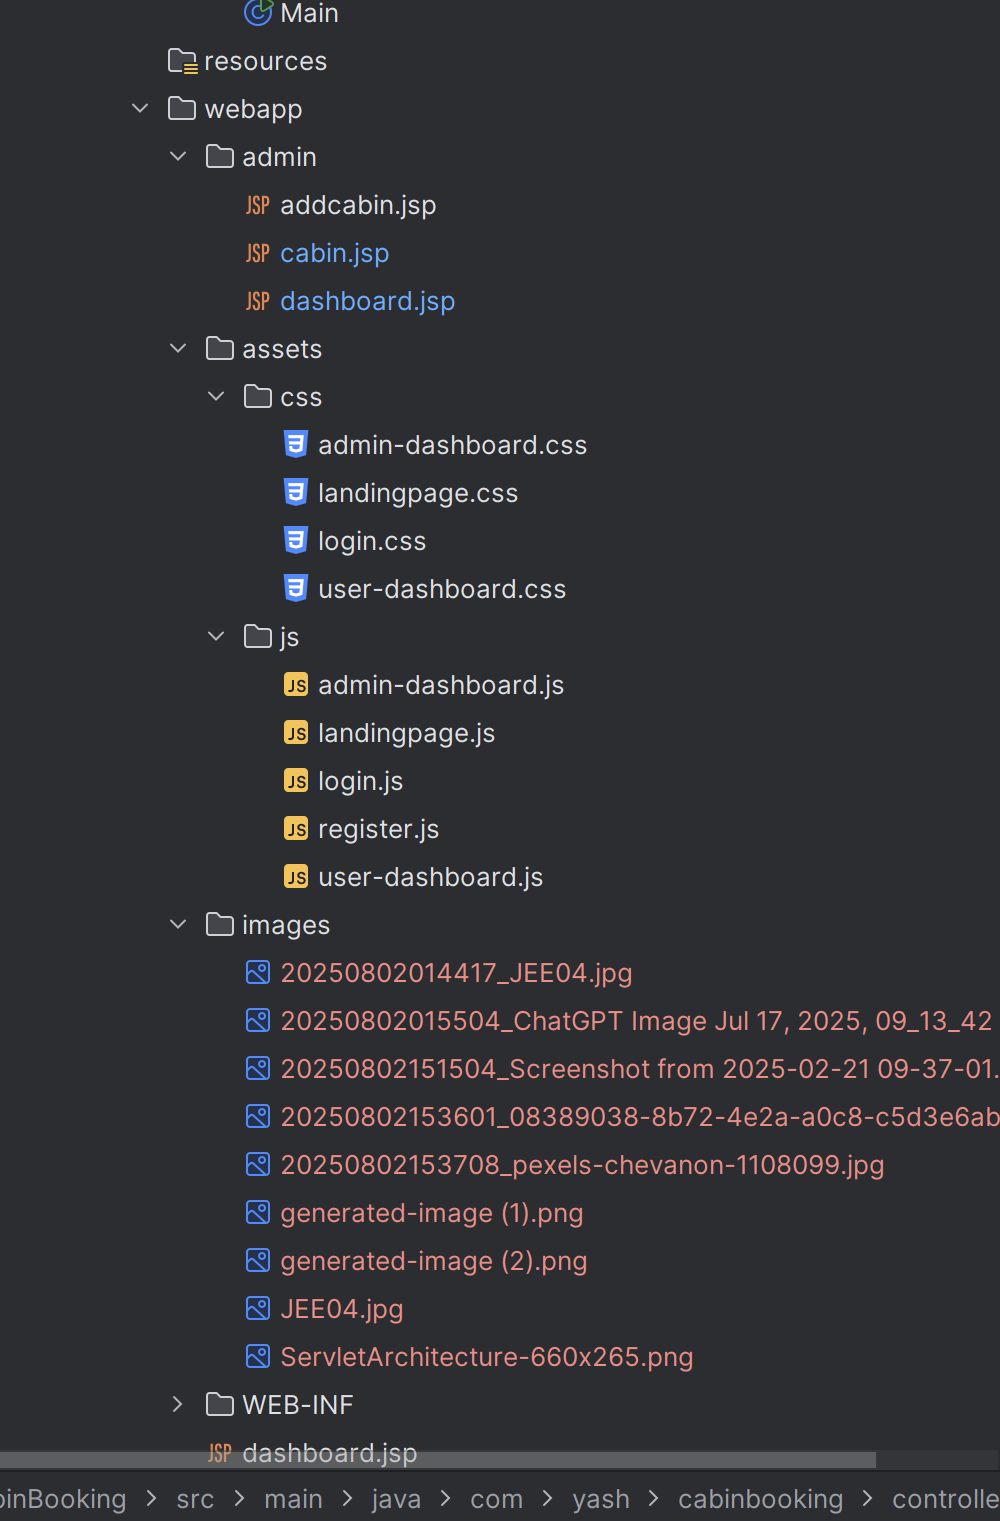 Main
resources
webapp
admin
JSP addcabin.jsp
JSP cabin.jsp
JSP dashboard.jsp
assets
css
admin-dashboard.css
landingpage.css
login.css
user-dashboard.css
js
JS admin-dashboard.js
JS landingpage.js
JS login.js
JS register.js
JS user-dashboard.js
images
20250802014417_JEE04.jpg
20250802015504_ChatGPT Image Jul 17, 2025, 09_13_42
20250802151504_Screenshot from 2025-02-21 09-37-01.
20250802153601_08389038-8b72-4e2a-a0c8-c5d3e6ab
20250802153708_pexels-chevanon-1108099.jpg
generated-image (1).png
generated-image (2).png
JEE04.jpg
ServletArchitecture-660x265.png
WEB-INF
JSP dashboard.jsp
binBooking > src > main > java > com > yash > cabinbooking > controlle